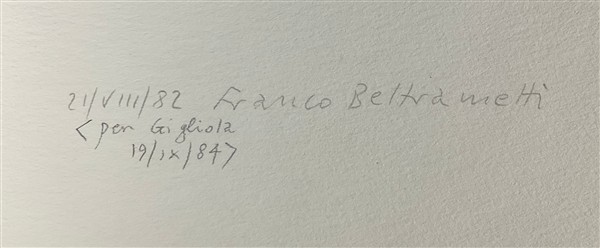 21/VIII/82 Franco Beltrametti
<per Gigliola
19/ix/84>